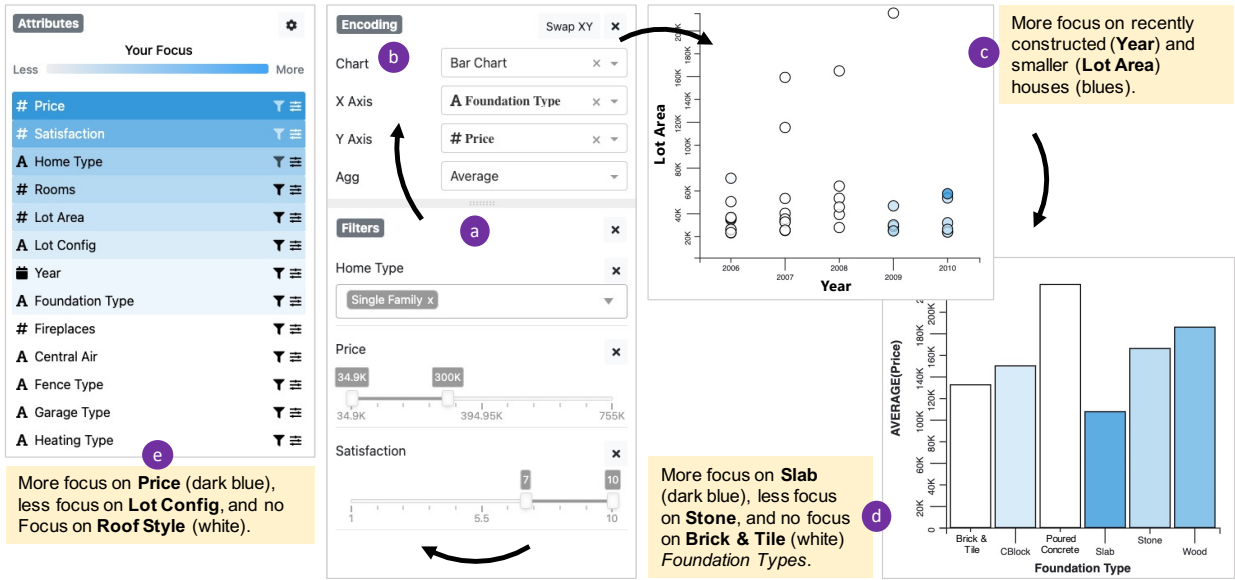 Attributes
Your Focus
Less More
# Price
# Satisfaction
A Home Type
# Rooms
# Lot Area
A Lot Config
Year
A Foundation Type
# Fireplaces
A Central Air
A Fence Type
A Garage Type
A Heating Type
e
More focus on Price (dark blue),
less focus on Lot Config, and no
Focus on Roof Style (white).
Encoding
Swap XY ×
b
Chart Bar Chart ×
X Axis A Foundation Type ×
Y Axis # Price ×
Agg Average
a
Filters ×
Home Type ×
Single Family x
Price ×
34.9K 300K
34.9K 394.95K 755K
Satisfaction ×
7 10
1 5.5 10
Lot Area
180K
160K
140K
120K
100K
80K
60K
40K
20K
2006 2007 2008 2009 2010
Year
c
More focus on recently
constructed (Year) and
smaller (Lot Area)
houses (blues).
More focus on Slab
(dark blue), less focus
on Stone, and no focus
on Brick & Tile (white)
Foundation Types.
d
AVERAGE(Price)
200K
180K
160K
140K
120K
100K
80K
60K
40K
20K
0
Brick &
Tile
CBlock
Poured
Concrete
Slab
Stone
Wood
Foundation Type